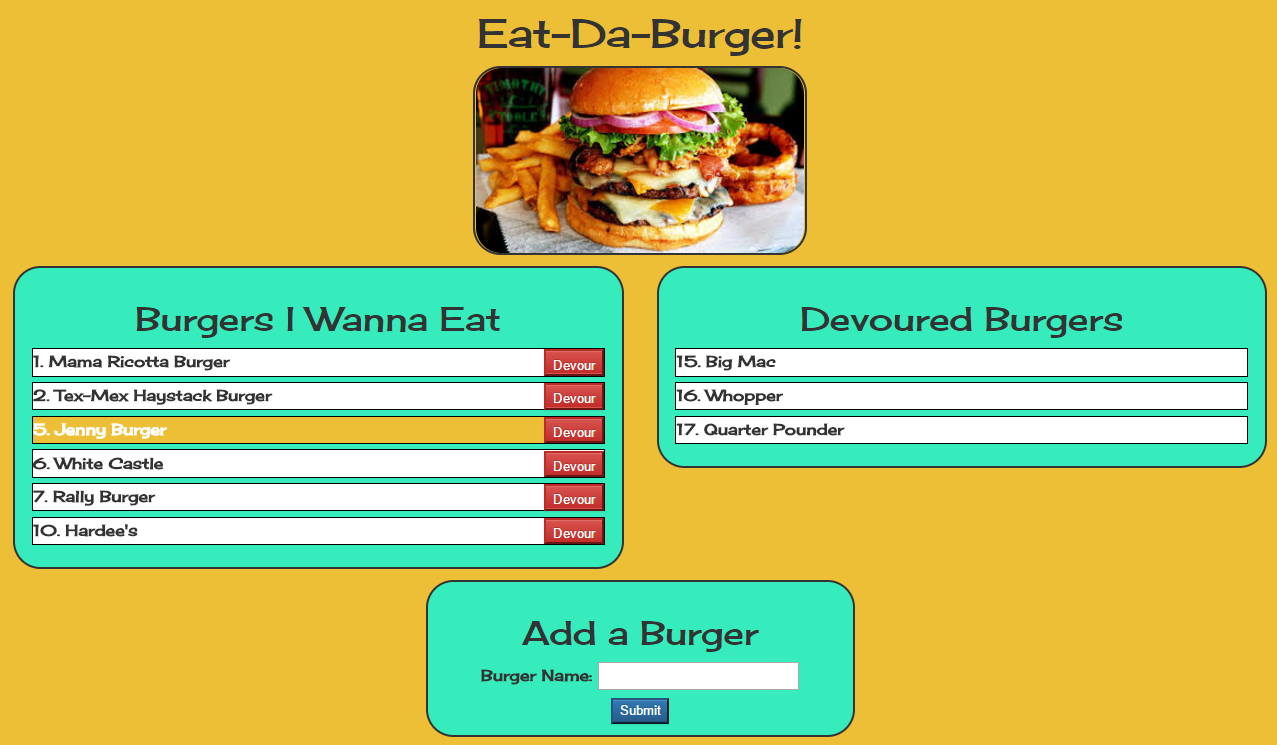 Eat-Da-Burger!
TIMOTHY
Burgers I Wanna Eat
1. Mama Ricotta Burger
Devour
2. Tex-Mex Haystack Burger
Devour
5. Jenny Burger
Devour
6. White Castle
Devour
7. Rally Burger
Devour
10. Hardee's
Devour
Devoured Burgers
15. Big Mac
16. Whopper
17. Quarter Pounder
Add a Burger
Burger Name:
Submit